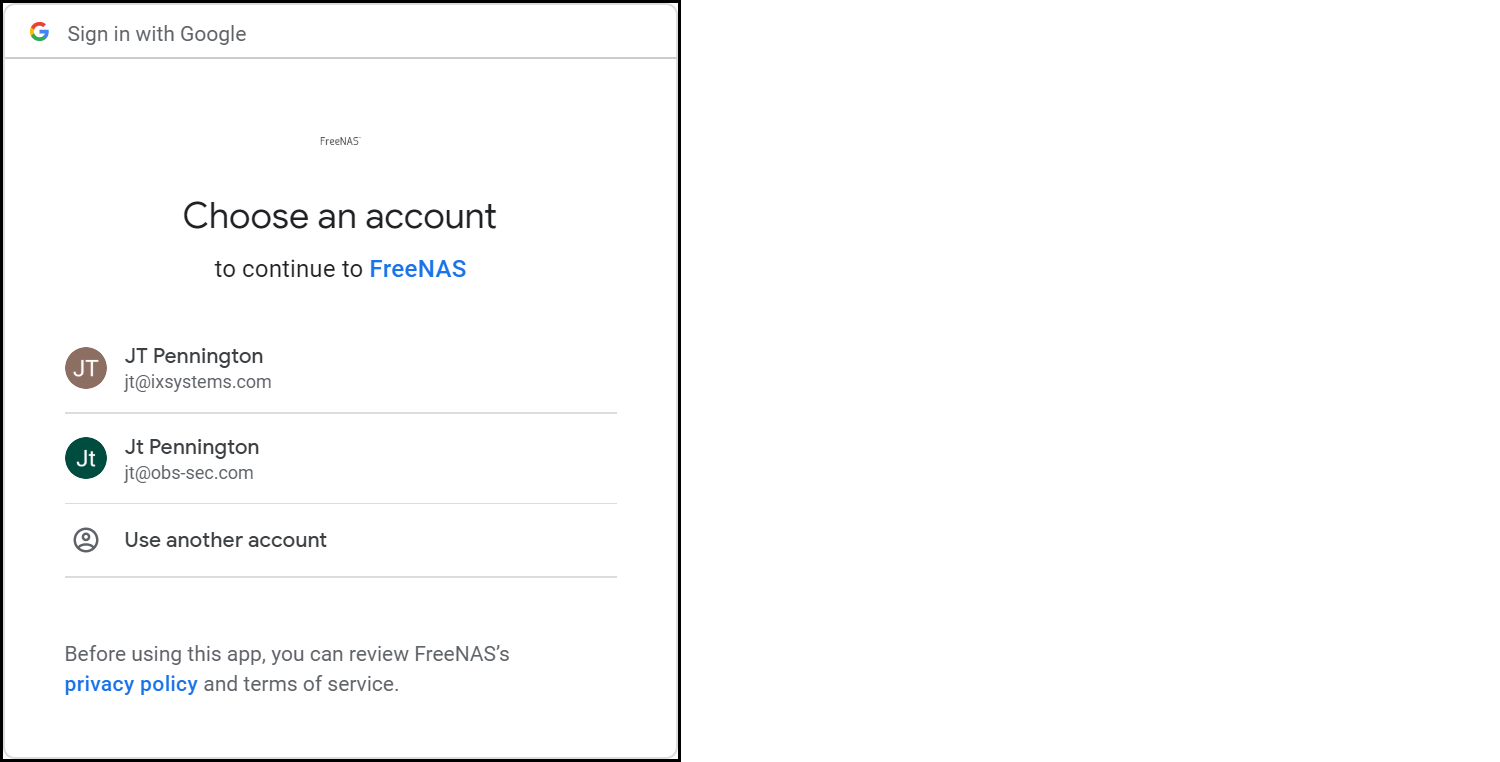 Sign in with Google
FreeNAS
Choose an account
to continue to FreeNAS
JT
JT Pennington
jt@ixsystems.com
Jt
Jt Pennington
jt@obs-sec.com
Use another account
Before using this app, you can review FreeNAS’s
privacy policy and terms of service.